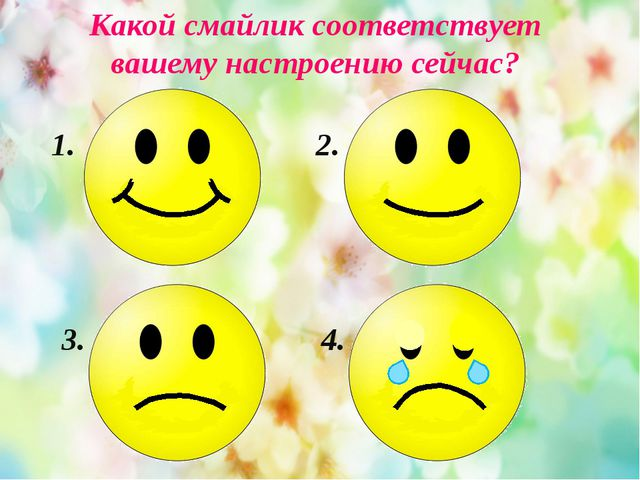 Какой смайлик соответствует
вашему настроению сейчас?
1.
2.
3.
4.